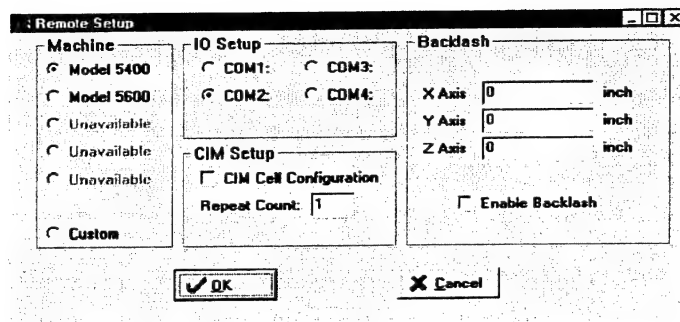 Remote Setup
Machine
Model 5400
Model 5600
Unavailable
Unavailable
Unavailable
Custom
IO Setup
COM1: COM3:
COM2: COM4:
CIM Setup
CIM Cell Configuration
Repeat Count: 1
Backlash
X Axis 0 inch
Y Axis 0 inch
Z Axis 0 inch
Enable Backlash
OK
Cancel